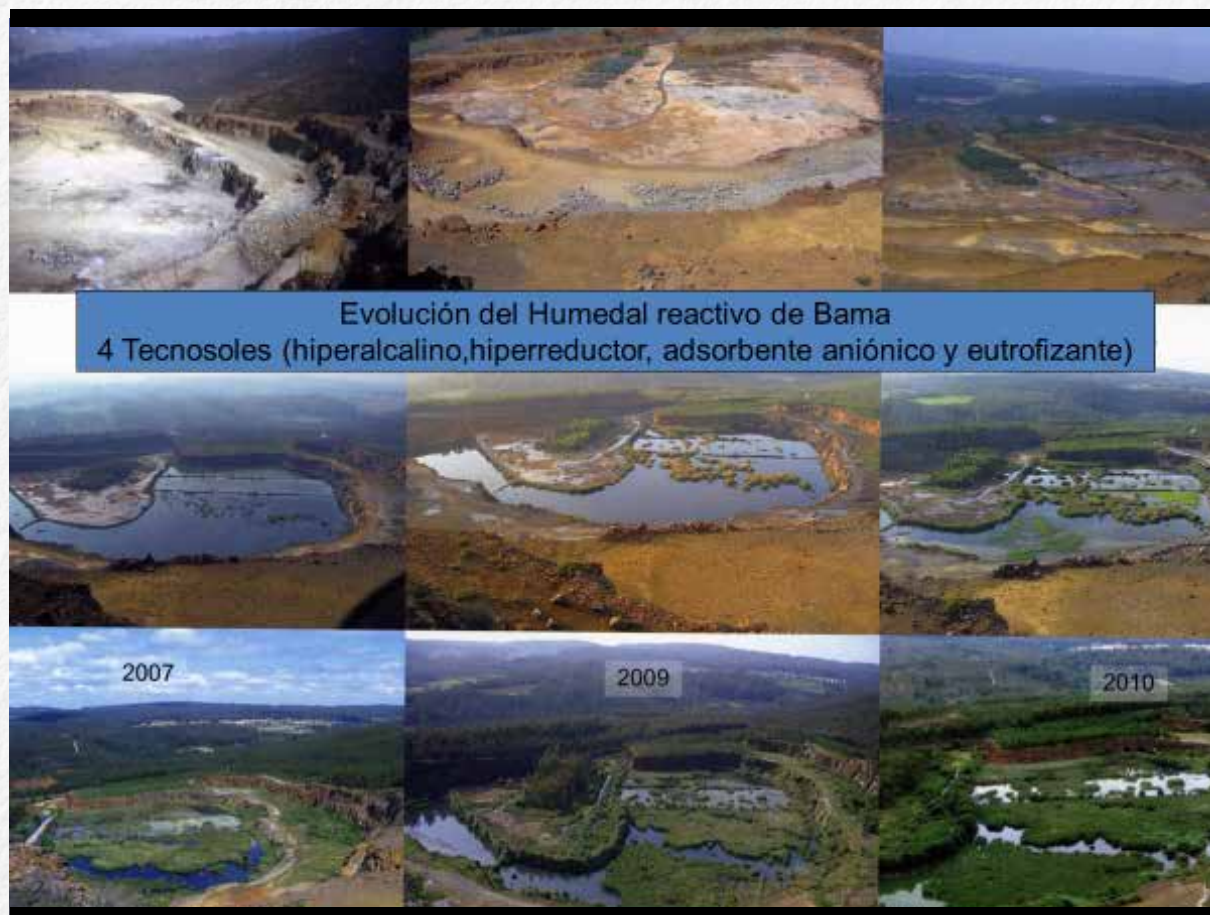 Evolución del Humedal reactivo de Bama
4 Tecnosoles (hiperalcalino,hiperreductor, adsorbente aniónico y eutrofizante)
2007
2009
2010